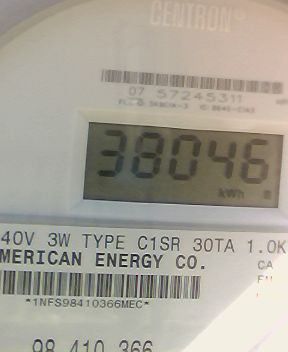 CENTRON®
07 57245311
38046
kWh
40V 3W TYPE C1SR 30TA 1.0K
MERICAN ENERGY CO.
CA
*1NFS98410366MEC*
98 410 366